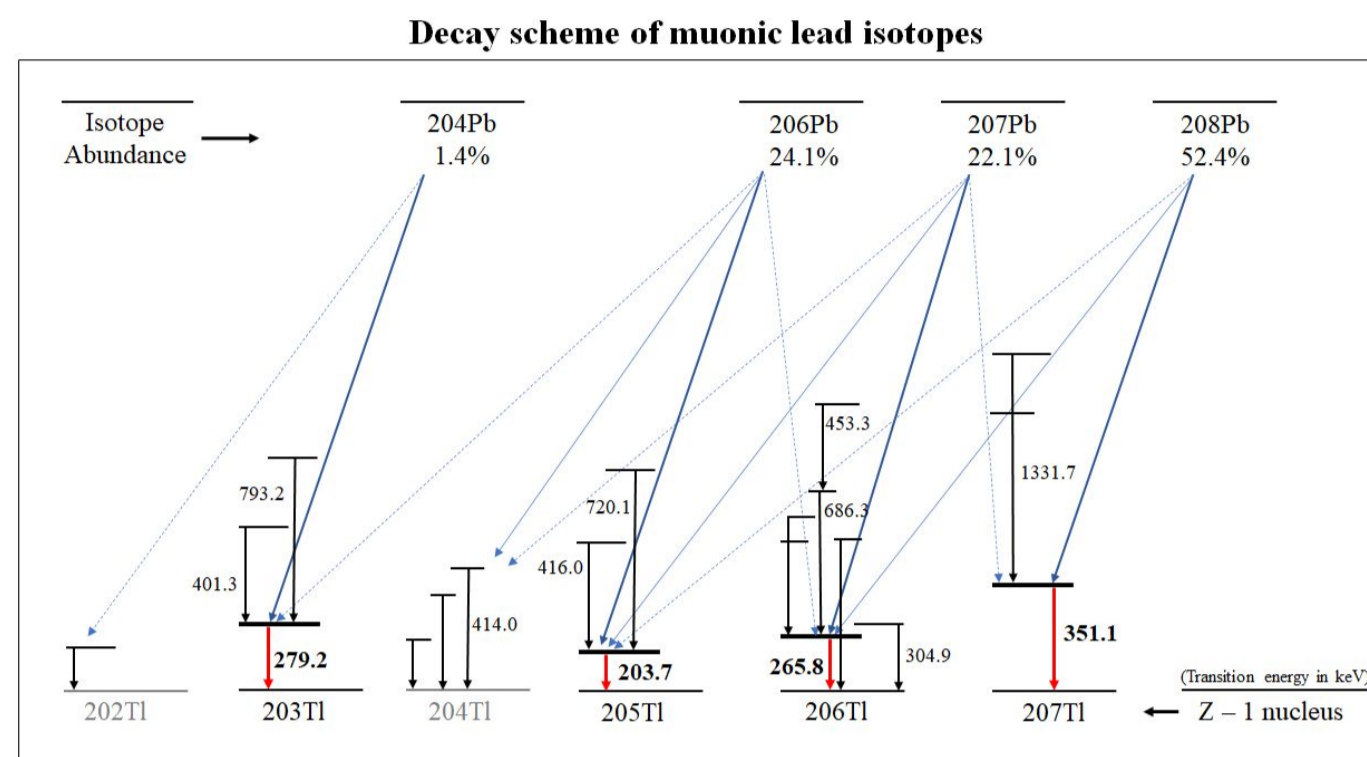 Decay scheme of muonic lead isotopes
Isotope
Abundance
204Pb
1.4%
206Pb
24.1%
207Pb
22.1%
208Pb
52.4%
453.3
793.2
1331.7
720.1
686.3
401.3
416.0
414.0
279.2
203.7
265.8
304.9
351.1
(Transition energy in keV)
202Tl
203Tl
204Tl
205Tl
206Tl
207Tl
Z – 1 nucleus